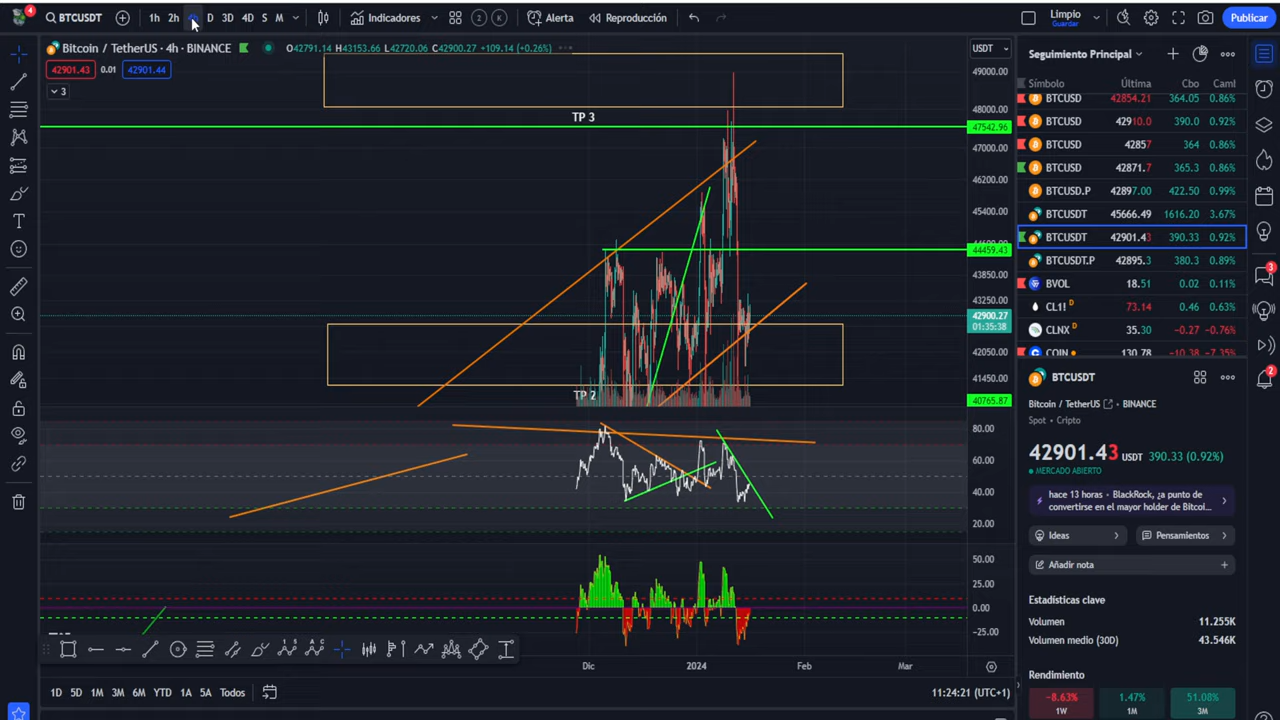 4
BTCUSDT
1h 2h D 3D 4D S M
Indicadores
2 K
Alerta
Reproducción
Limpio
Guardar
Publicar
Bitcoin / TetherUS · 4h · BINANCE
O42791.14 H43153.66 L42720.06 C42900.27 +109.14 (+0.26%)
42901.43 0.01 42901.44
3
USDT
TP 3
TP 2
49000.00
48000.00
47542.96
47000.00
46200.00
45400.00
44459.43
43850.00
43250.00
42900.27
01:35:38
42050.00
41450.00
40765.87
80.00
60.00
40.00
20.00
50.00
25.00
0.00
−25.00
Dic 2024 Feb Mar
1D 5D 1M 3M 6M YTD 1A 5A Todos
11:24:21 (UTC+1)
Seguimiento Principal
Símbolo Última Cbo Caml
BTCUSD 42854.21 364.05 0.86%
BTCUSD 42910.0 390.0 0.92%
BTCUSD 42857 364 0.86%
BTCUSD 42871.7 365.3 0.86%
BTCUSD.P 42897.00 422.50 0.99%
BTCUSDT 45666.49 1616.20 3.67%
BTCUSDT 42901.43 390.33 0.92%
BTCUSDT.P 42895.3 380.3 0.89%
BVOL 18.51 0.02 0.11%
CL1! D 73.14 0.46 0.63%
CLNX D 35.30 −0.27 −0.76%
COIN 130.78 −10.38 −7.35%
BTCUSDT
Bitcoin / TetherUS · BINANCE
Spot · Cripto
42901.43 USDT 390.33 (0.92%)
MERCADO ABIERTO
hace 13 horas · BlackRock, ¿a punto de
convertirse en el mayor holder de Bitcoi...
Ideas
Pensamientos
Añadir nota
Estadísticas clave
Volumen 11.255K
Volumen medio (30D) 43.546K
Rendimiento
−8.63% 1.47% 51.08%
1W 1M 3M
3
2